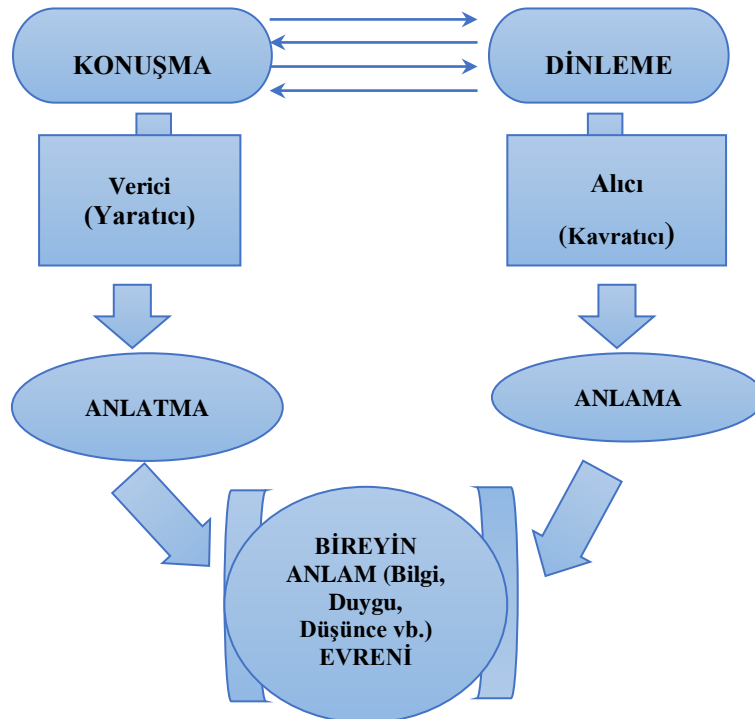 KONUŞMA
DİNLEME
Verici
(Yaratıcı)
Alıcı
(Kavratıcı)
ANLATMA
ANLAMA
BİREYİN
ANLAM (Bilgi,
Duygu,
Düşünce vb.)
EVRENİ